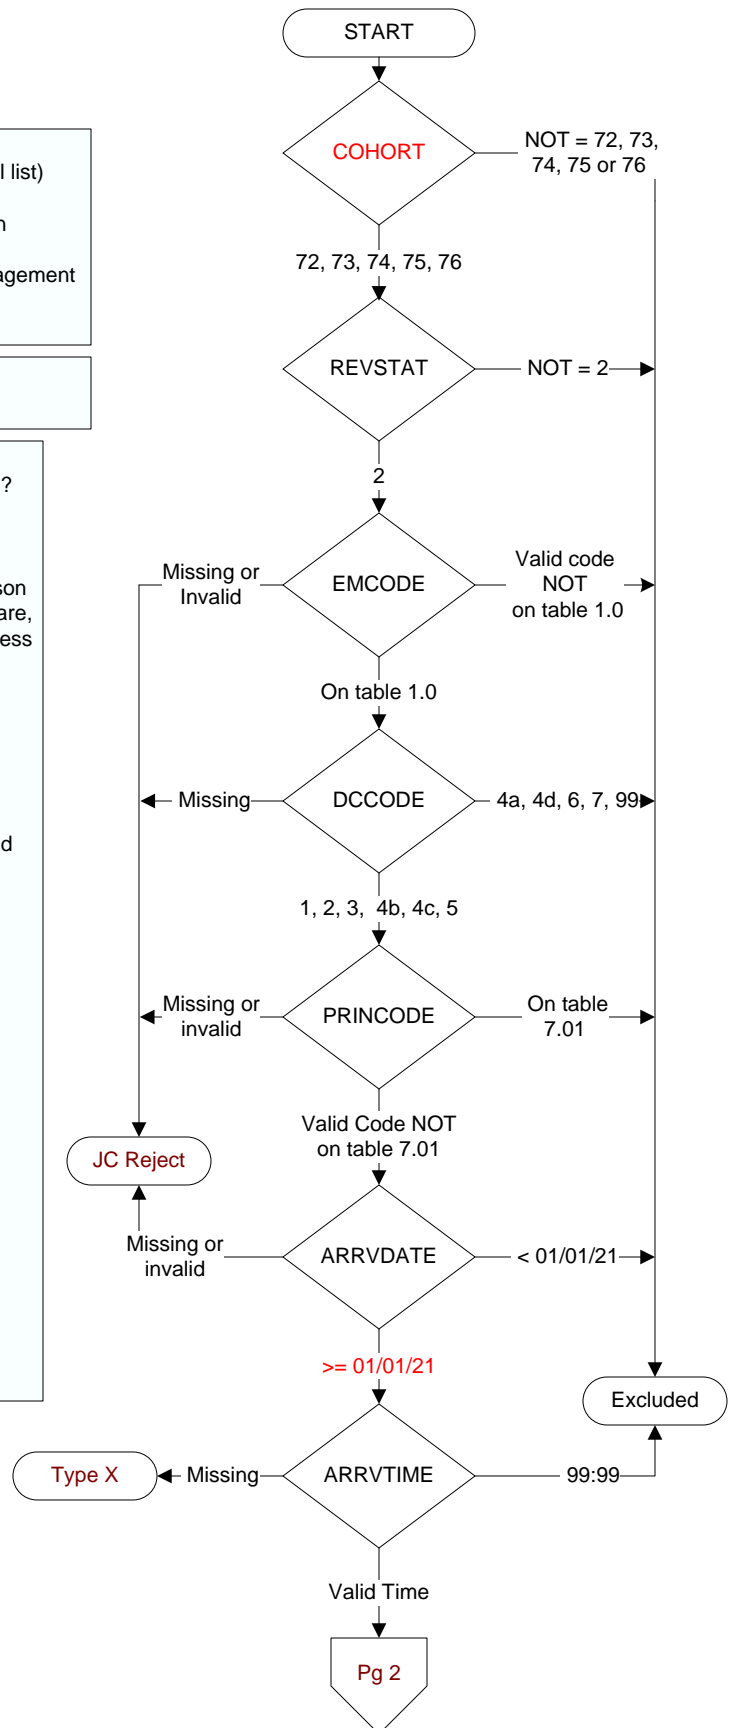 START
COHORT
NOT = 72, 73,
74, 75 or 76
list)
72, 73, 74, 75, 76
agement
REVSTAT
NOT = 2
2
?
EMCODE
Missing or
Invalid
Valid code
NOT
on table 1.0
son
are,
ess
On table 1.0
DCCODE
Missing
4a, 4d, 6, 7, 99
d
1, 2, 3, 4b, 4c, 5
PRINCODE
Missing or
invalid
On table
7.01
Valid Code NOT
on table 7.01
JC Reject
ARRVDATE
Missing or
invalid
< 01/01/21
>= 01/01/21
Excluded
ARRVTIME
Missing
Type X
99:99
Valid Time
Pg 2